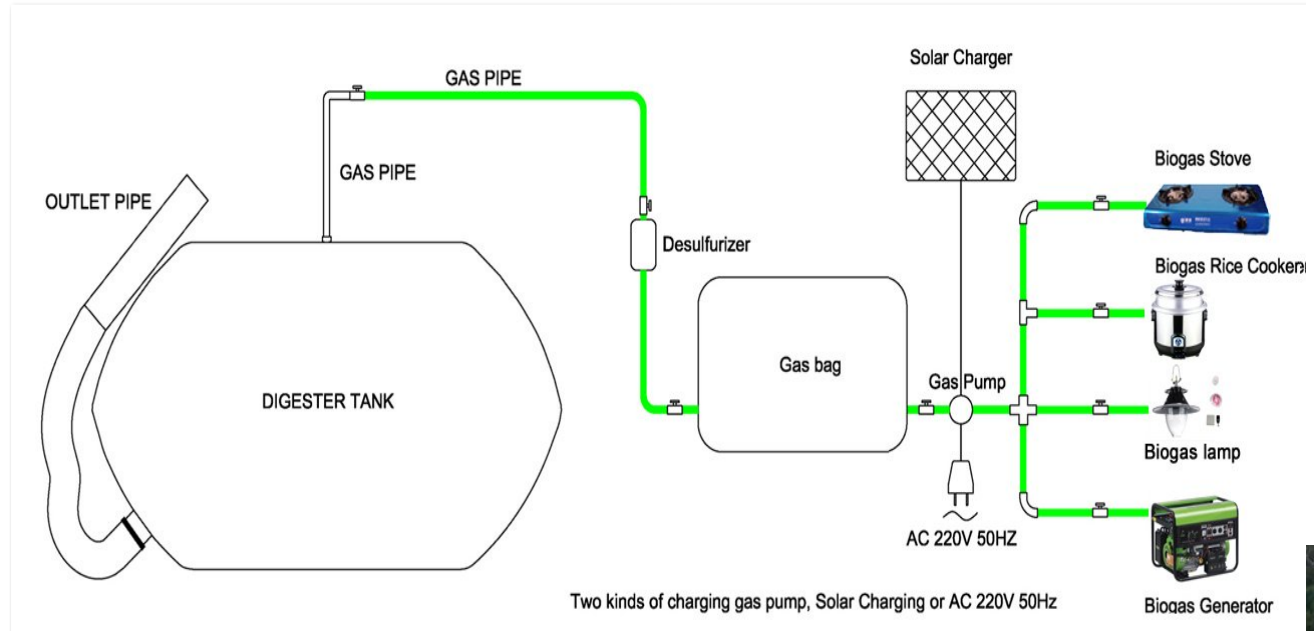 Solar Charger
GAS PIPE
GAS PIPE
OUTLET PIPE
Biogas Stove
Desulfurizer
Biogas Rice Cooker
Gas bag
Gas Pump
DIGESTER TANK
Biogas lamp
AC 220V 50HZ
Two kinds of charging gas pump, Solar Charging or AC 220V 50Hz
Biogas Generator